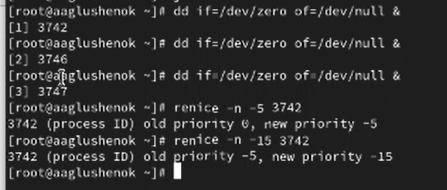 [root@aaglushenok ~]# dd if=/dev/zero of=/dev/null &
[1] 3742
[root@aaglushenok ~]# dd if=/dev/zero of=/dev/null &
[2] 3746
[root@aaglushenok ~]# dd if=/dev/zero of=/dev/null &
[3] 3747
[root@aaglushenok ~]# renice -n -5 3742
3742 (process ID) old priority 0, new priority -5
[root@aaglushenok ~]# renice -n -15 3742
3742 (process ID) old priority -5, new priority -15
[root@aaglushenok ~]#